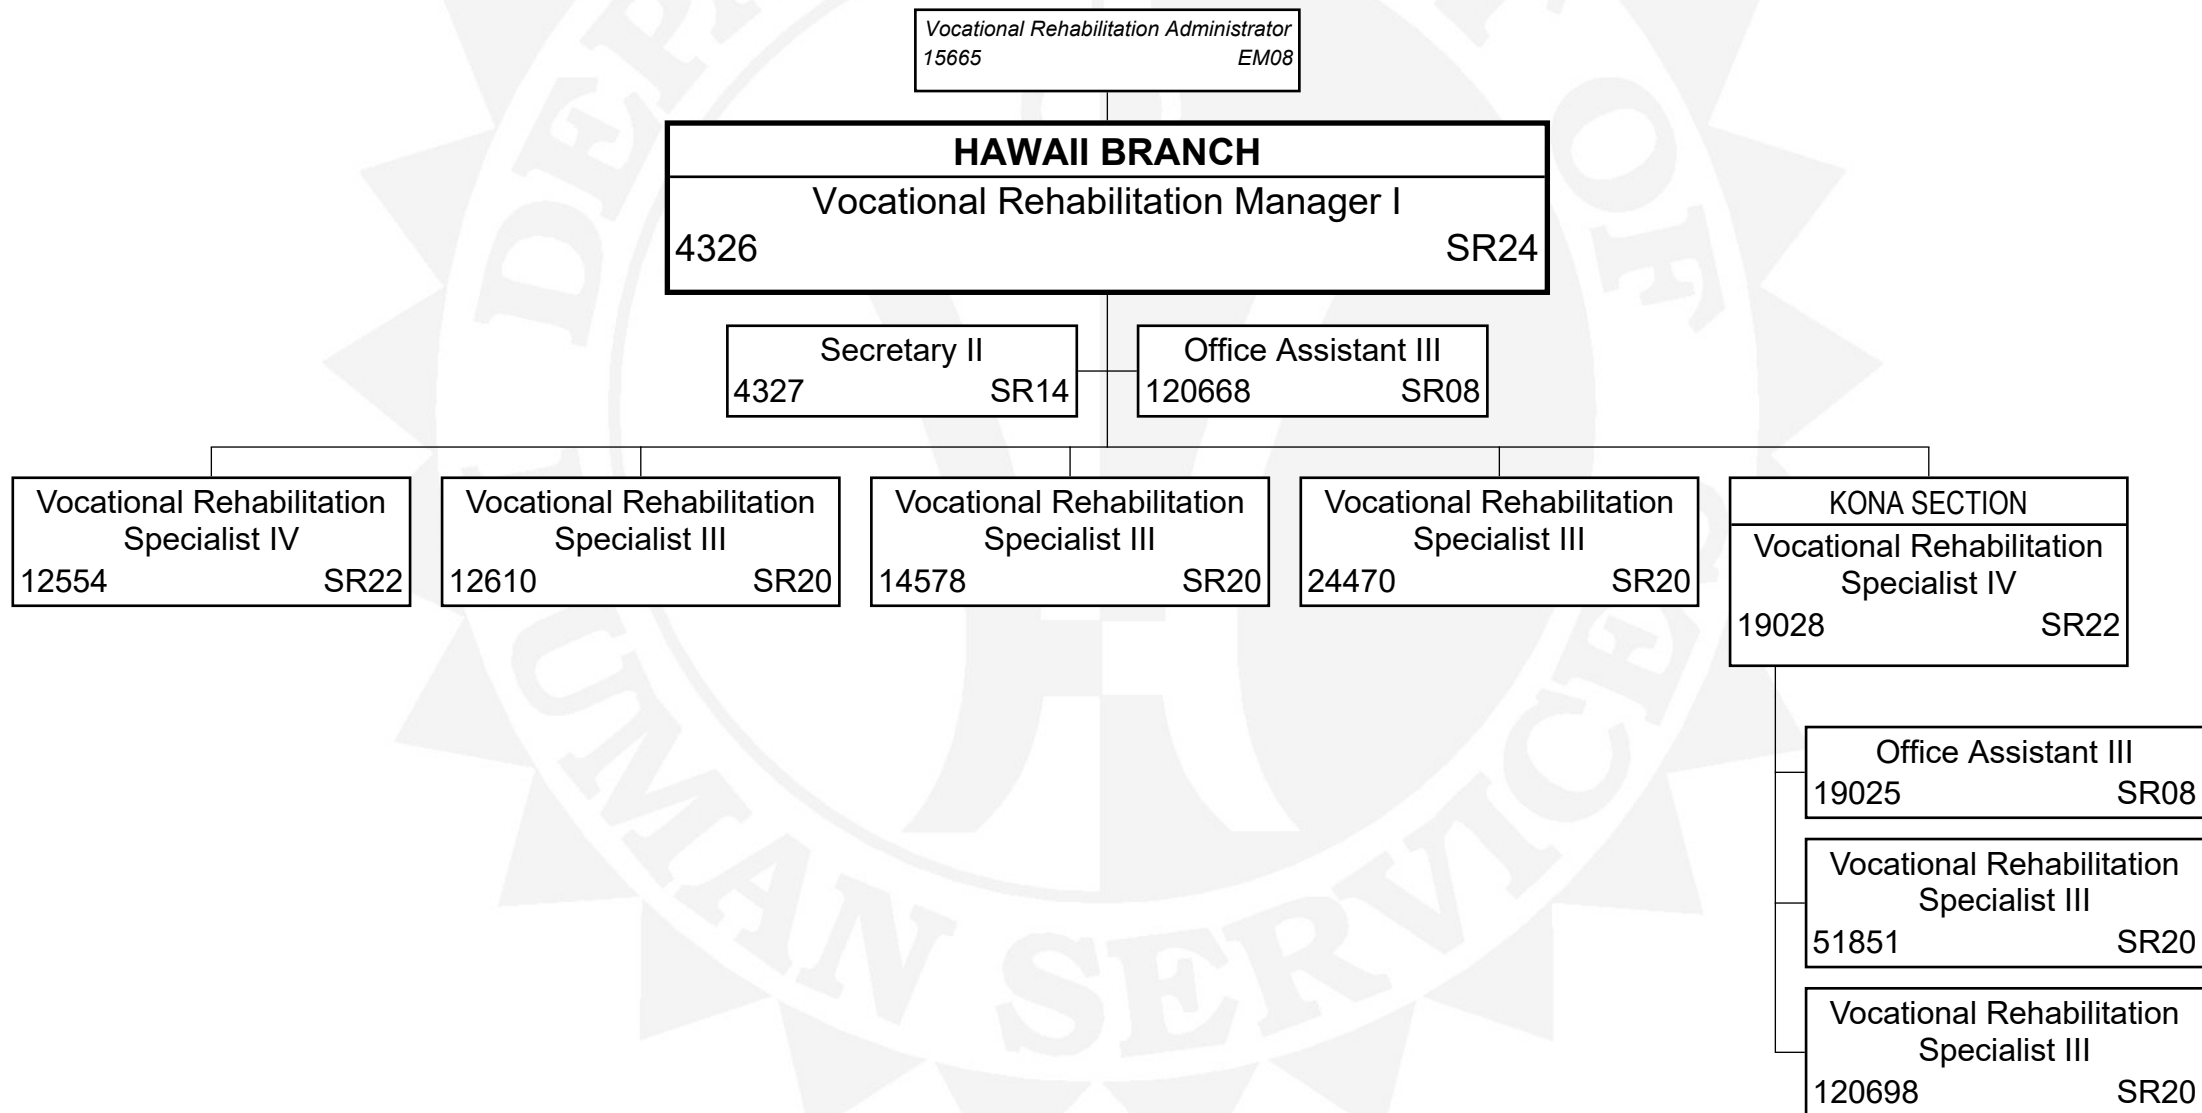 Vocational Rehabilitation Administrator
15665 EM08
HAWAII BRANCH
Vocational Rehabilitation Manager I
4326 SR24
Secretary II
4327 SR14
Office Assistant III
120668 SR08
Vocational Rehabilitation
Specialist IV
12554 SR22
Vocational Rehabilitation
Specialist III
12610 SR20
Vocational Rehabilitation
Specialist III
14578 SR20
Vocational Rehabilitation
Specialist III
24470 SR20
KONA SECTION
Vocational Rehabilitation
Specialist IV
19028 SR22
Office Assistant III
19025 SR08
Vocational Rehabilitation
Specialist III
51851 SR20
Vocational Rehabilitation
Specialist III
120698 SR20
OF
UMAN SERVICES